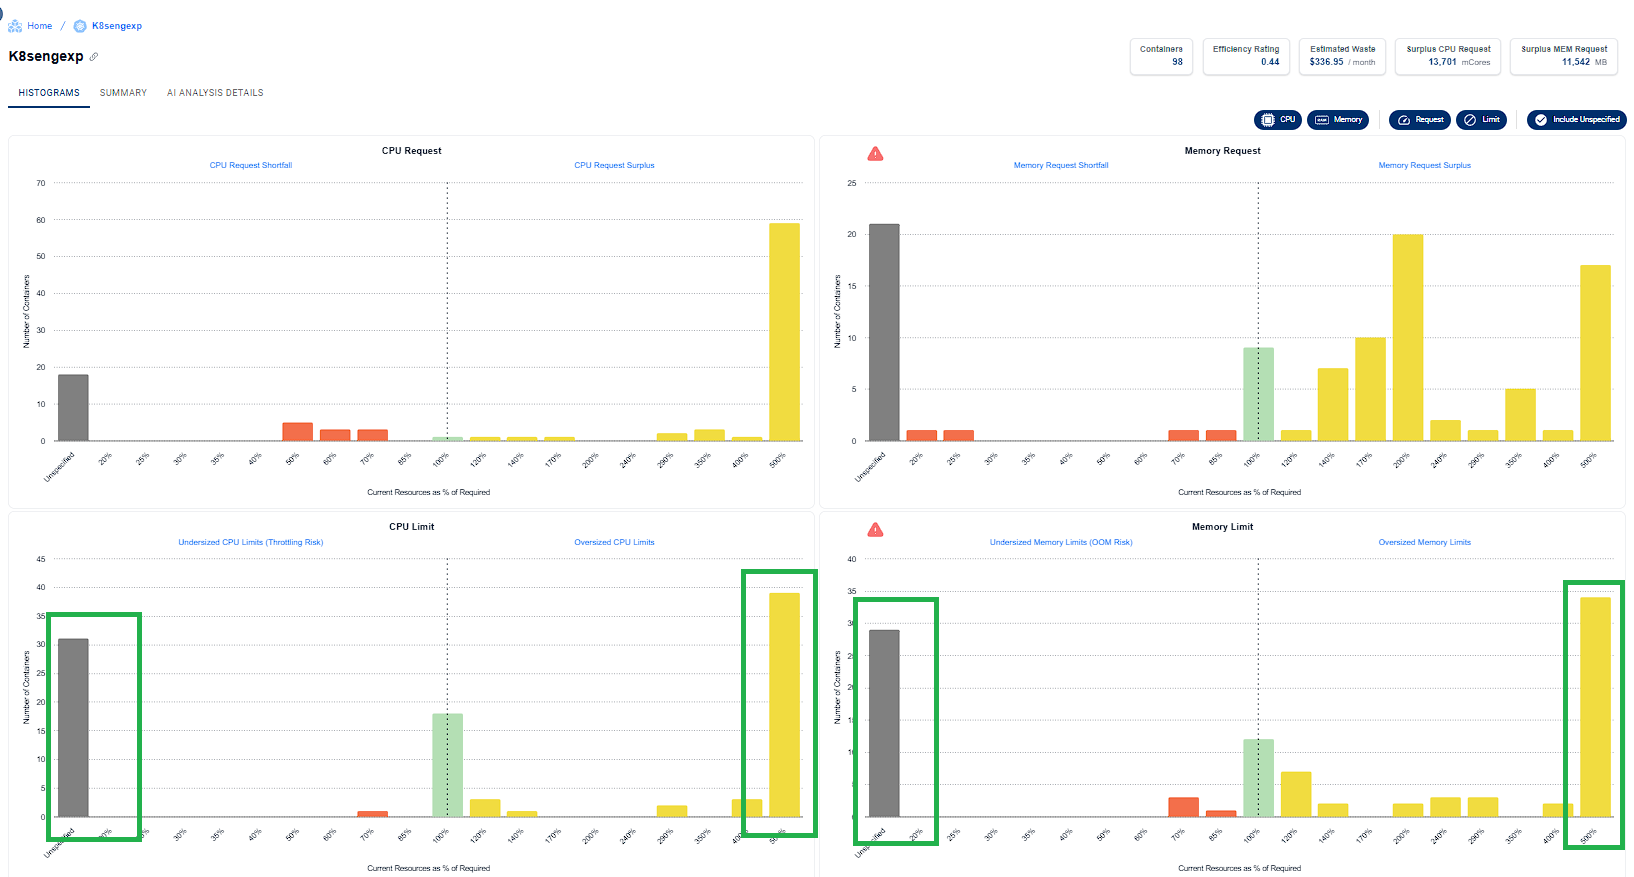 Home / K8sengexp
K8sengexp
Containers
98
Efficiency Rating
0.44
Estimated Waste
$336.95 / month
Surplus CPU Request
13,701 mCores
Surplus MEM Request
11,542 MB
HISTOGRAMS SUMMARY AI ANALYSIS DETAILS
CPU Memory Request Limit Include Unspecified
CPU Request
CPU Request Shortfall CPU Request Surplus
70
60
50
40
30
20
10
0
Number of Containers
Unspecified 20% 25% 30% 35% 40% 50% 60% 70% 85% 100% 120% 140% 170% 200% 240% 290% 350% 400% 500%
Current Resources as % of Required
Memory Request
Memory Request Shortfall Memory Request Surplus
25
20
15
10
5
0
Number of Containers
Unspecified 20% 25% 30% 35% 40% 50% 60% 70% 85% 100% 120% 140% 170% 200% 240% 290% 350% 400% 500%
Current Resources as % of Required
CPU Limit
Undersized CPU Limits (Throttling Risk) Oversized CPU Limits
45
40
35
30
25
20
15
10
5
0
Number of Containers
Unspecified 20% 30% 35% 40% 50% 60% 70% 85% 100% 120% 140% 170% 200% 240% 290% 350% 400% 500%
Current Resources as % of Required
Memory Limit
Undersized Memory Limits (OOM Risk) Oversized Memory Limits
40
35
Number of Containers
Unspecified 20% 25% 30% 35% 40% 50% 60% 70% 85% 100% 120% 140% 170% 200% 240% 290% 350% 400% 500%
Current Resources as % of Required